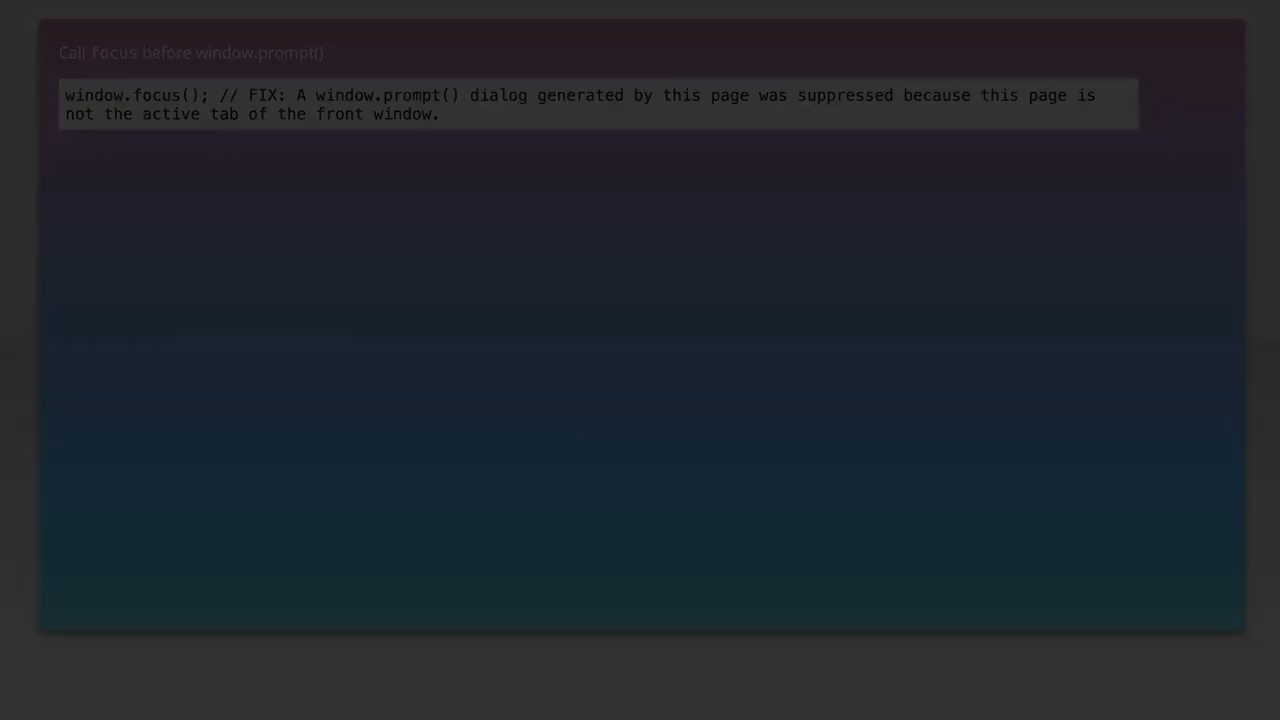 Call focus before window.prompt()
window.focus(); // FIX: A window.prompt() dialog generated by this page was suppressed because this page is
not the active tab of the front window.